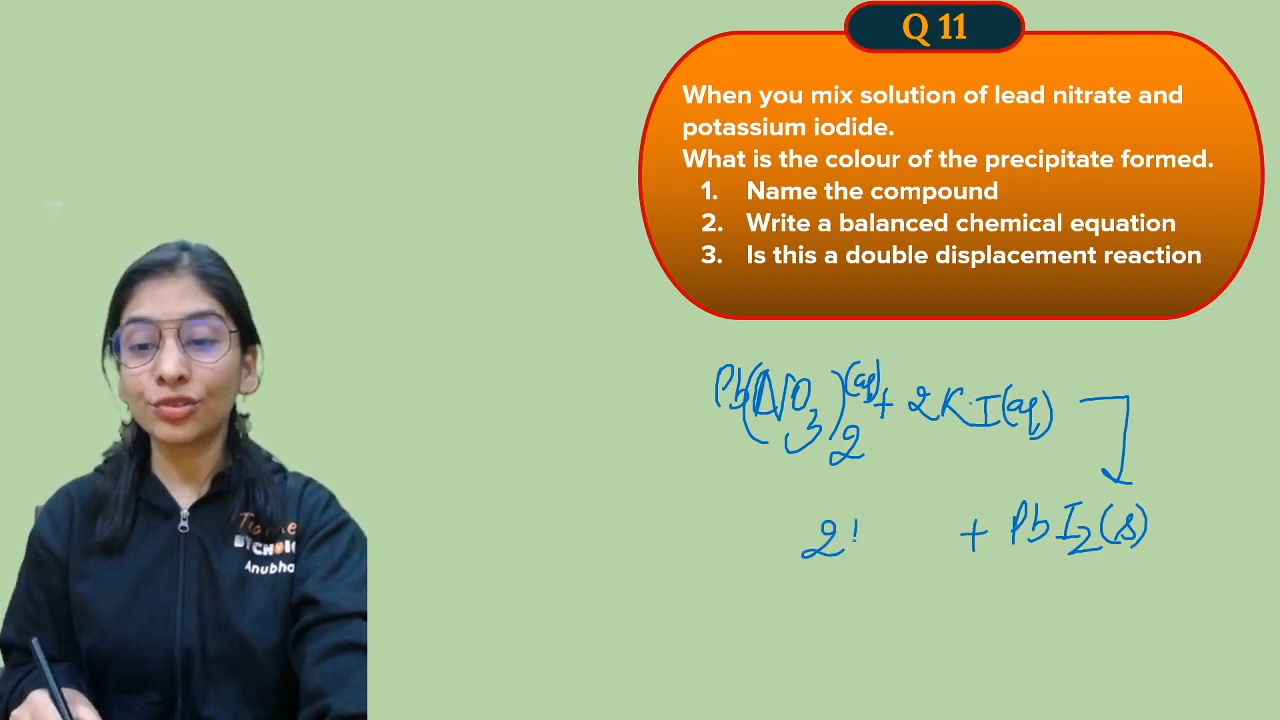 Q 11
When you mix solution of lead nitrate and
potassium iodide.
What is the colour of the precipitate formed.
1. Name the compound
2. Write a balanced chemical equation
3. Is this a double displacement reaction
Pb(NO3)2(aq) + 2KI(aq)
2 + PbI2(s)
BYCHOIC
Anubha